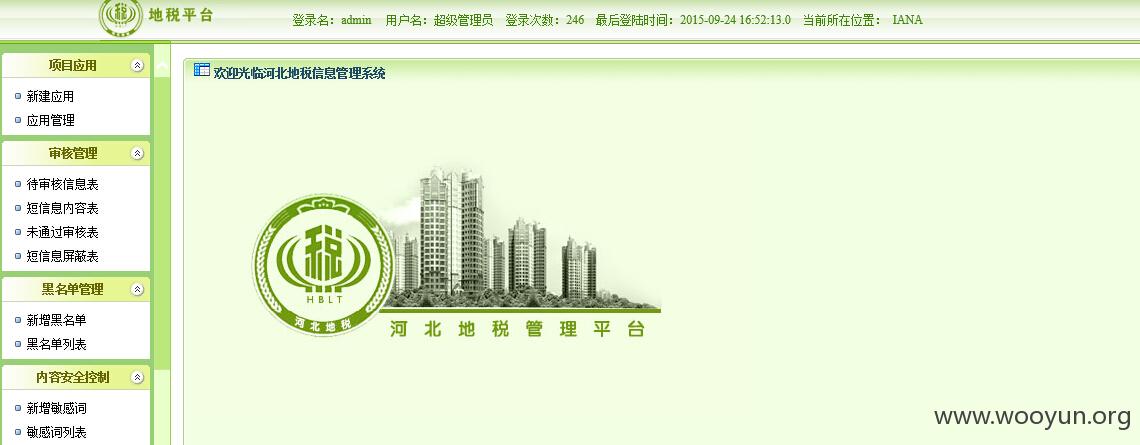 地税平台
登录名：admin 用户名：超级管理员 登录次数：246 最后登陆时间：2015-09-24 16:52:13.0 当前所在位置： IANA
项目应用
新建应用
应用管理
审核管理
待审核信息表
短信息内容表
未通过审核表
短信息屏蔽表
黑名单管理
新增黑名单
黑名单列表
内容安全控制
新增敏感词
敏感词列表
欢迎光临河北地税信息管理系统
税
HBLT
河北地税
河北地税管理平台
www.wooyun.org